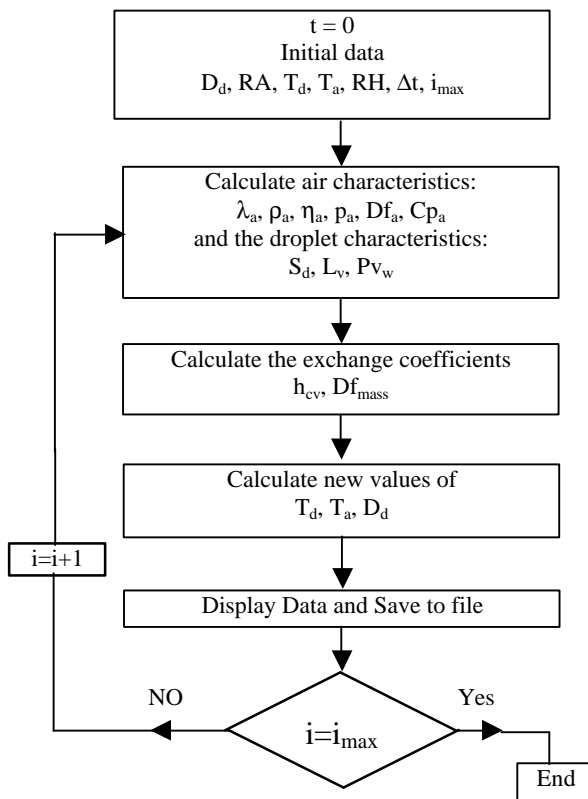 t = 0
Initial data
D_d, RA, T_d, T_a, RH, Δt, i_max
Calculate air characteristics:
λ_a, ρ_a, η_a, p_a, Df_a, Cp_a
and the droplet characteristics:
S_d, L_v, Pv_w
Calculate the exchange coefficients
h_cv, Df_mass
Calculate new values of
T_d, T_a, D_d
i=i+1
Display Data and Save to file
NO
Yes
i=i_max
End